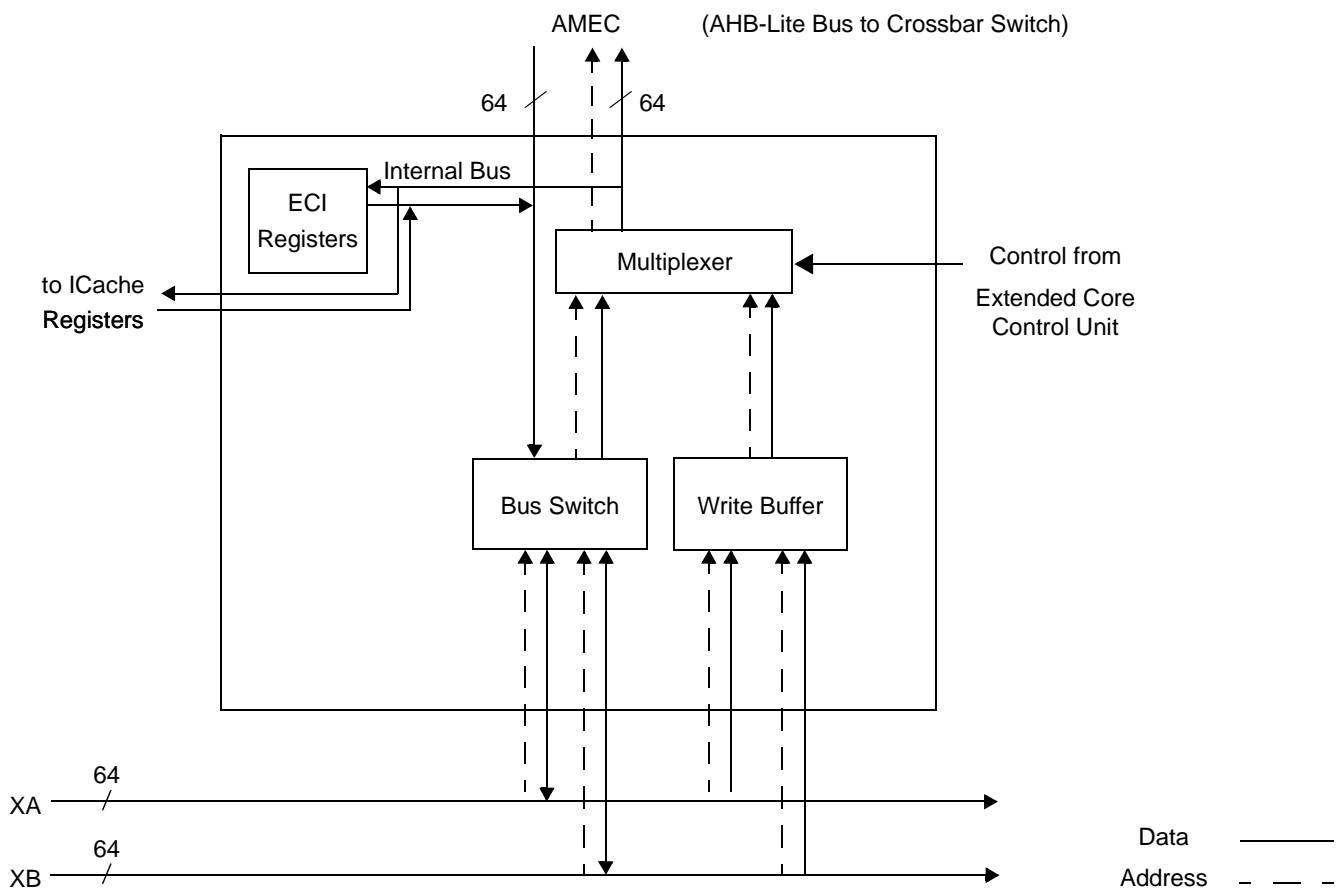 AMEC (AHB-Lite Bus to Crossbar Switch)
64
64
Internal Bus
ECI
Registers
Multiplexer
Control from
Extended Core
Control Unit
to ICache
Registers
Bus Switch
Write Buffer
64
XA
64
XB
Data
Address